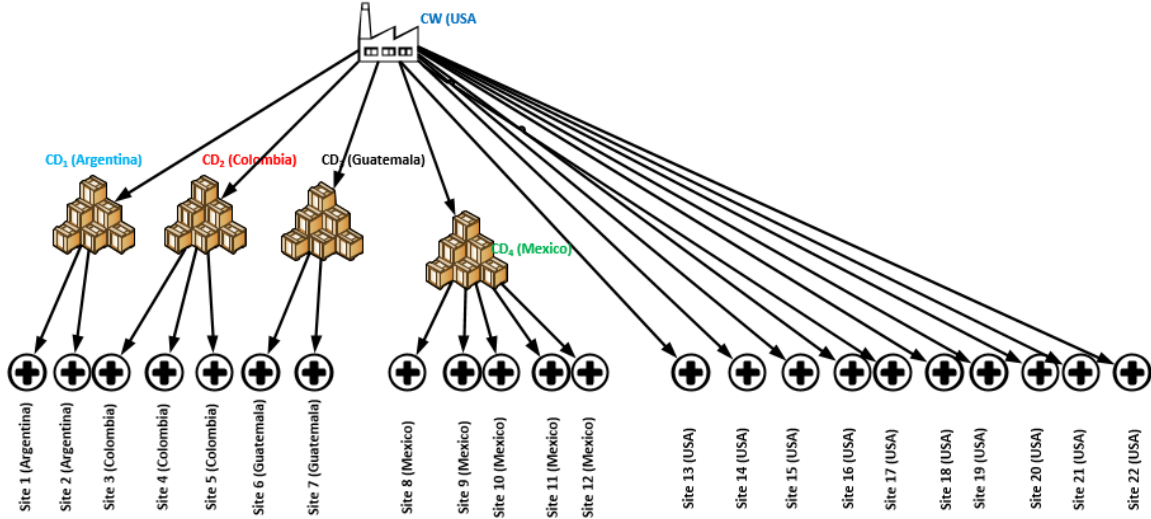 CW (USA
CD₁ (Argentina)
CD₂ (Colombia)
CD (Guatemala)
CD₄ (Mexico)
Site 1 (Argentina)
Site 2 (Argentina)
Site 3 (Colombia)
Site 4 (Colombia)
Site 5 (Colombia)
Site 6 (Guatemala)
Site 7 (Guatemala)
Site 8 (Mexico)
Site 9 (Mexico)
Site 10 (Mexico)
Site 11 (Mexico)
Site 12 (Mexico)
Site 13 (USA)
Site 14 (USA)
Site 15 (USA)
Site 16 (USA)
Site 17 (USA)
Site 18 (USA)
Site 19 (USA)
Site 20 (USA)
Site 21 (USA)
Site 22 (USA)